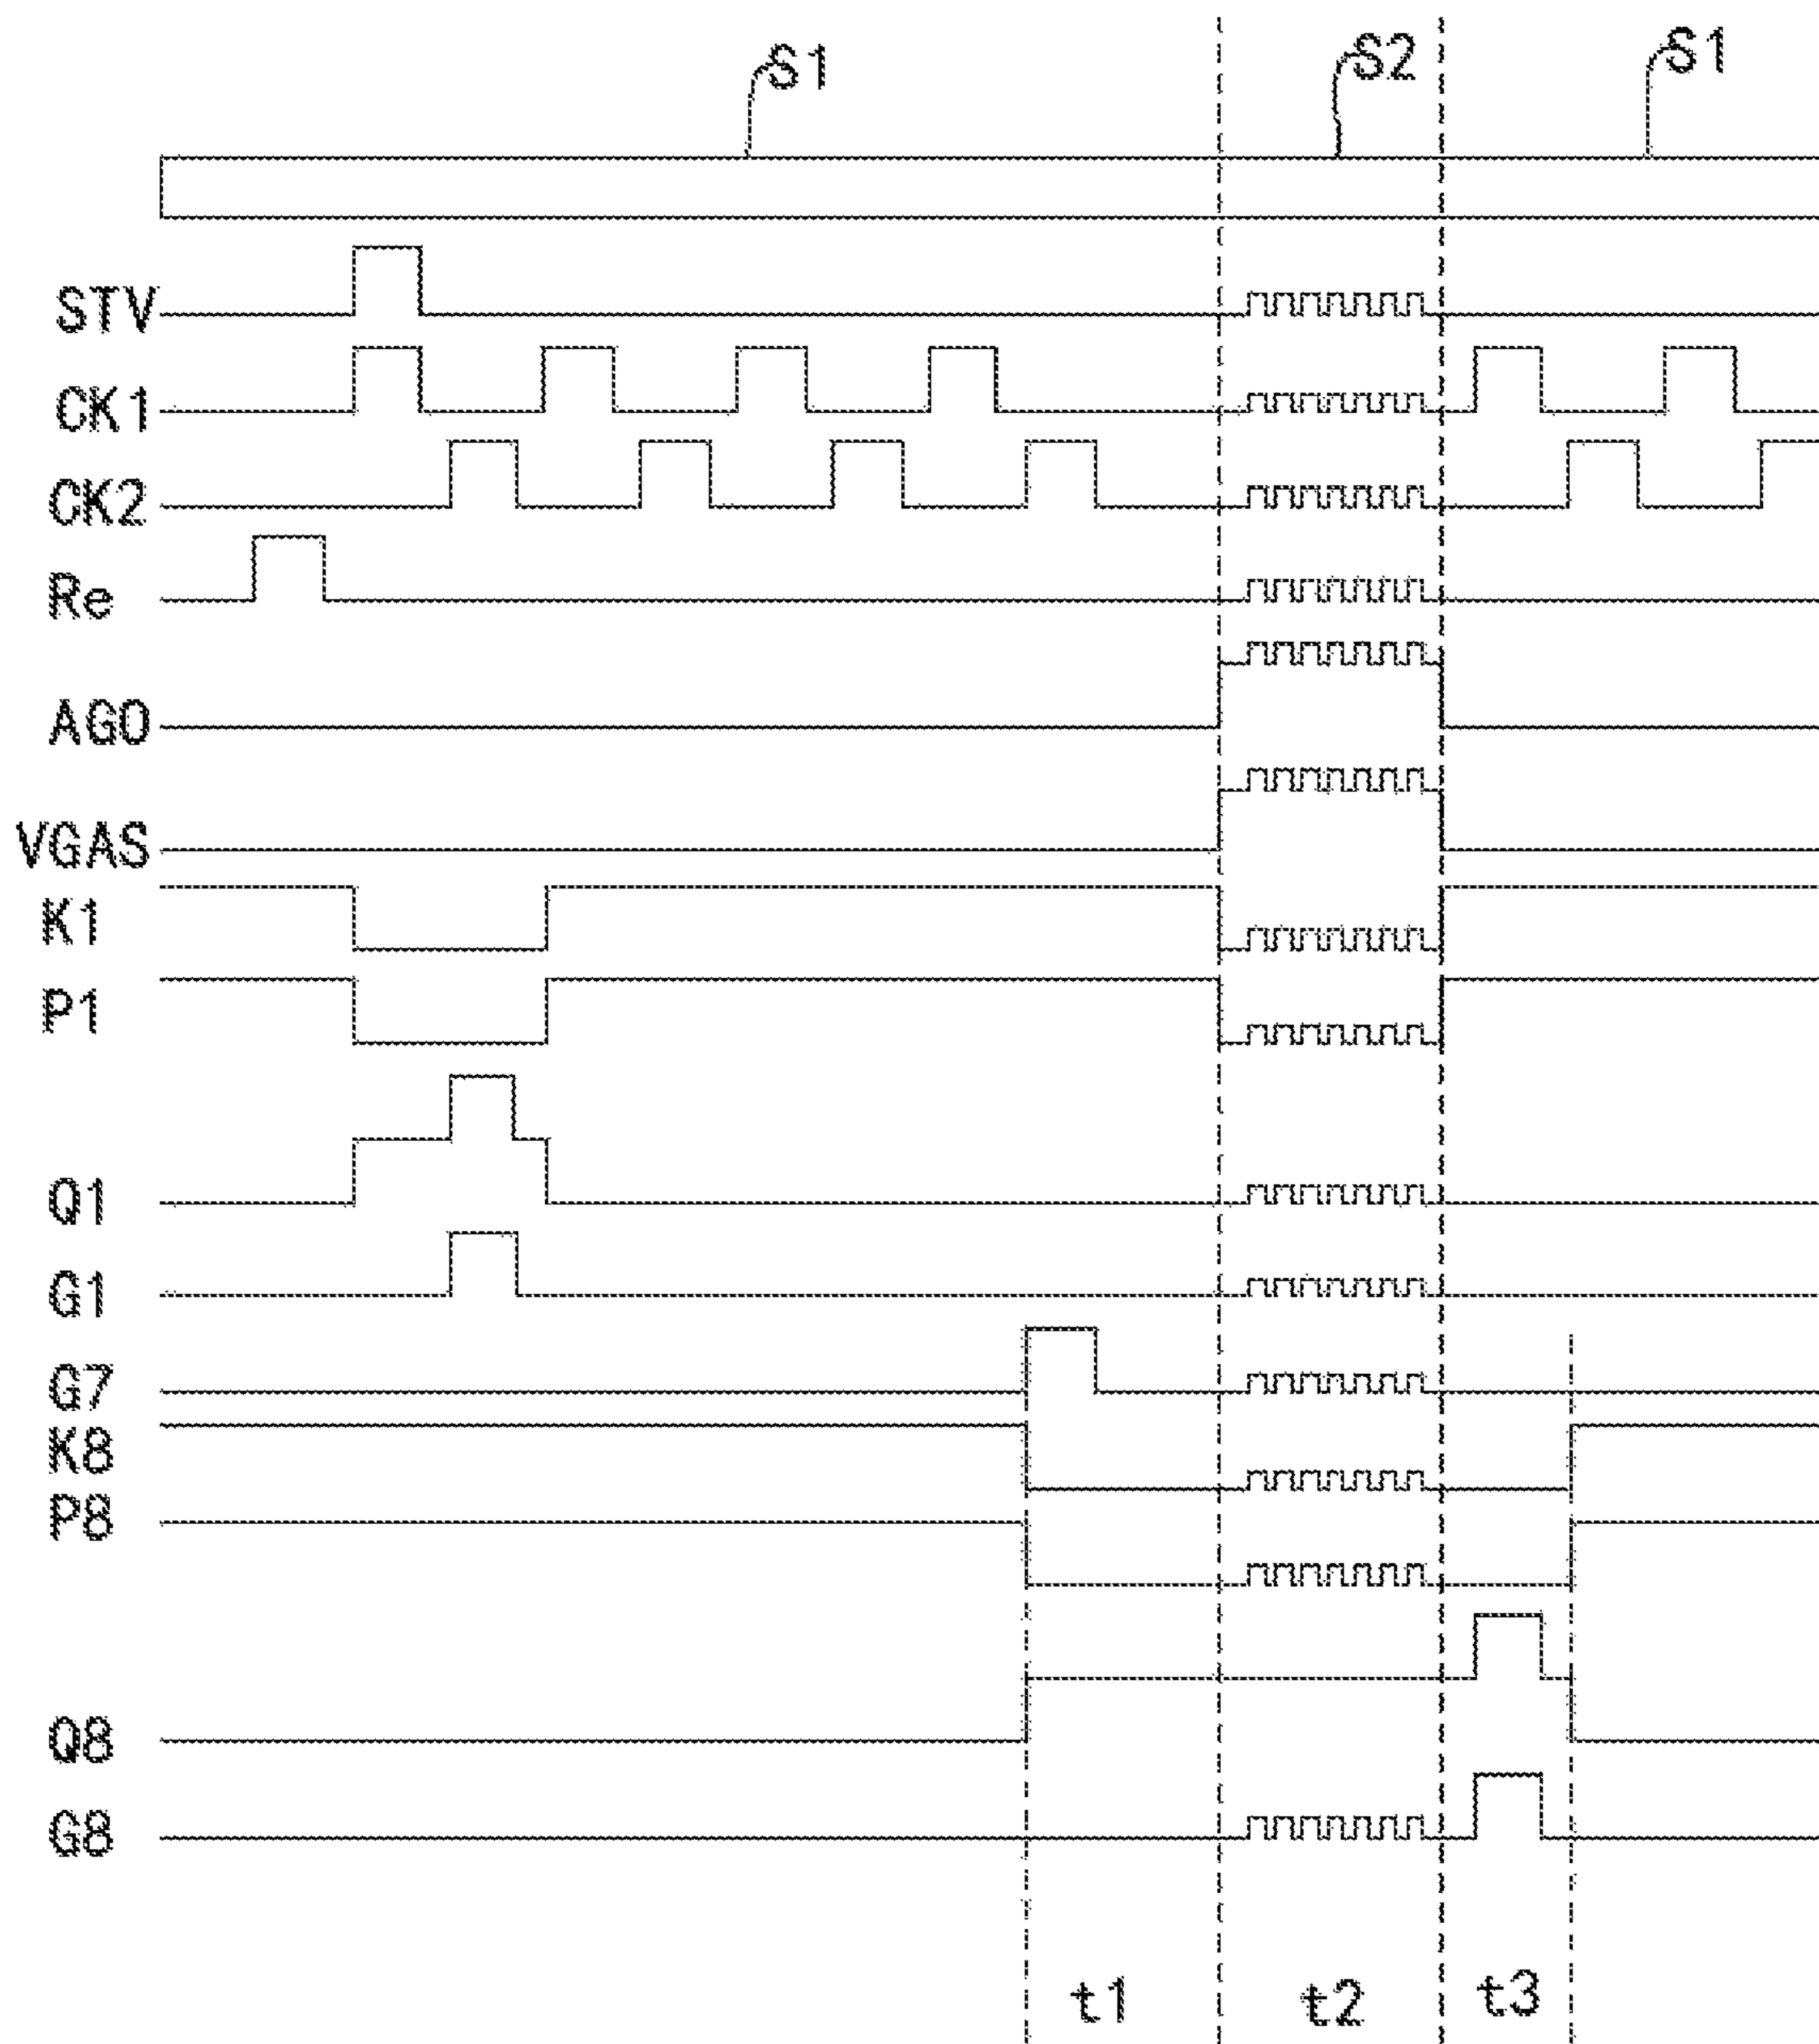 S1 S2 S1
STV
CK1
CK2
Re
AGO
VGAS
K1
P1
Q1
G1
G7
K8
P8
Q8
G8
t1 t2 t3